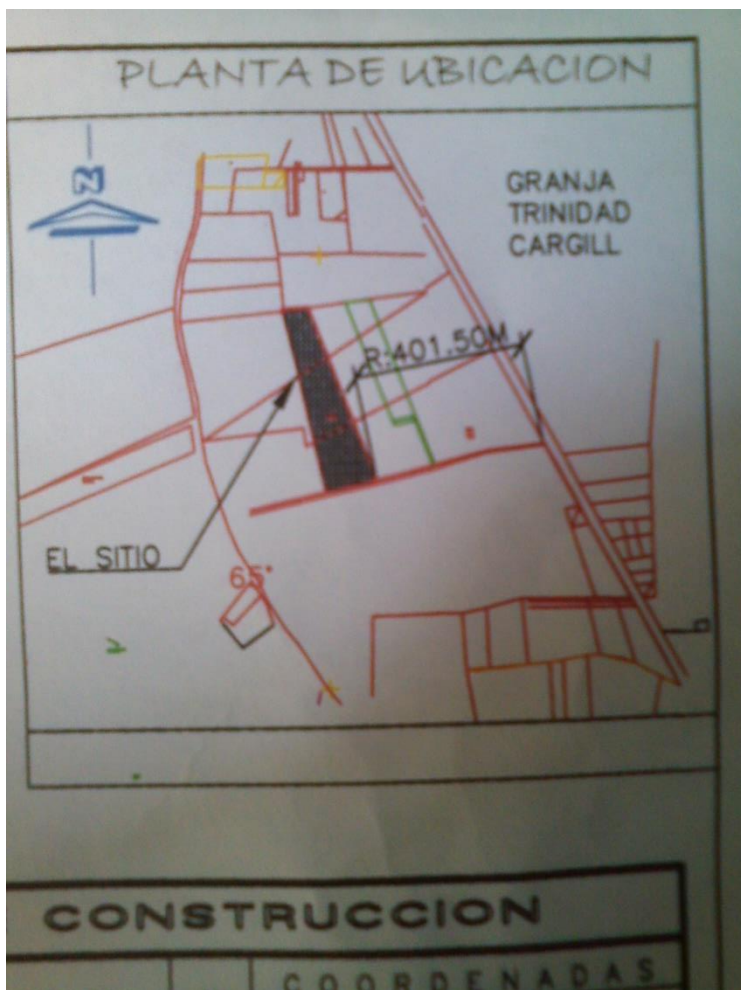 PLANTA DE UBICACION
N
GRANJA
TRINIDAD
CARGILL
R:401.50M
EL SITIO
65°
CONSTRUCCION
COORDENADAS